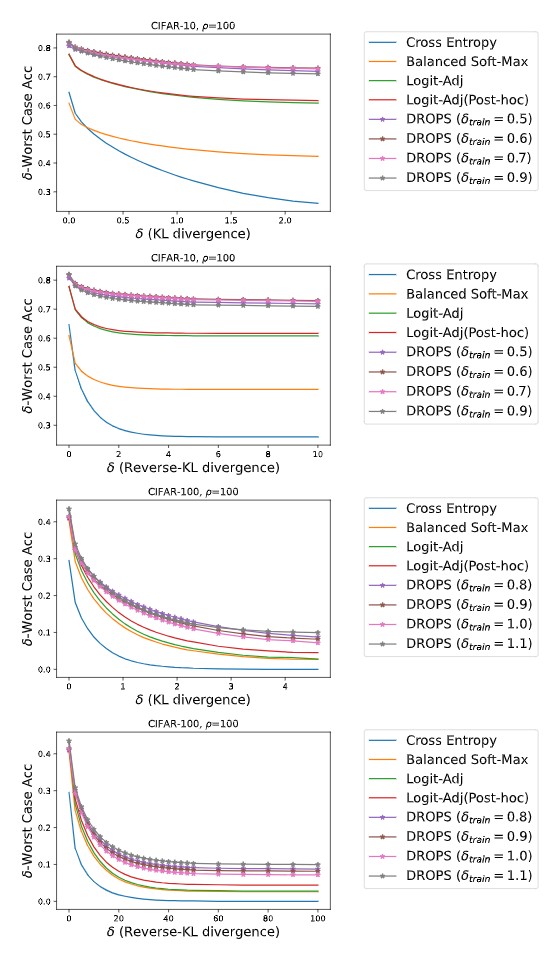 CIFAR-10, ρ=100
δ-Worst Case Acc
0.8
0.7
0.6
0.5
0.4
0.3
0.0 0.5 1.0 1.5 2.0
δ (KL divergence)
Cross Entropy
Balanced Soft-Max
Logit-Adj
Logit-Adj(Post-hoc)
DROPS (δtrain = 0.5)
DROPS (δtrain = 0.6)
DROPS (δtrain = 0.7)
DROPS (δtrain = 0.9)
CIFAR-10, ρ=100
δ-Worst Case Acc
0.8
0.7
0.6
0.5
0.4
0.3
0 2 4 6 8 10
δ (Reverse-KL divergence)
Cross Entropy
Balanced Soft-Max
Logit-Adj
Logit-Adj(Post-hoc)
DROPS (δtrain = 0.5)
DROPS (δtrain = 0.6)
DROPS (δtrain = 0.7)
DROPS (δtrain = 0.9)
CIFAR-100, ρ=100
δ-Worst Case Acc
0.4
0.3
0.2
0.1
0.0
0 1 2 3 4
δ (KL divergence)
Cross Entropy
Balanced Soft-Max
Logit-Adj
Logit-Adj(Post-hoc)
DROPS (δtrain = 0.8)
DROPS (δtrain = 0.9)
DROPS (δtrain = 1.0)
DROPS (δtrain = 1.1)
CIFAR-100, ρ=100
δ-Worst Case Acc
0.4
0.3
0.2
0.1
0.0
0 20 40 60 80 100
δ (Reverse-KL divergence)
Cross Entropy
Balanced Soft-Max
Logit-Adj
Logit-Adj(Post-hoc)
DROPS (δtrain = 0.8)
DROPS (δtrain = 0.9)
DROPS (δtrain = 1.0)
DROPS (δtrain = 1.1)